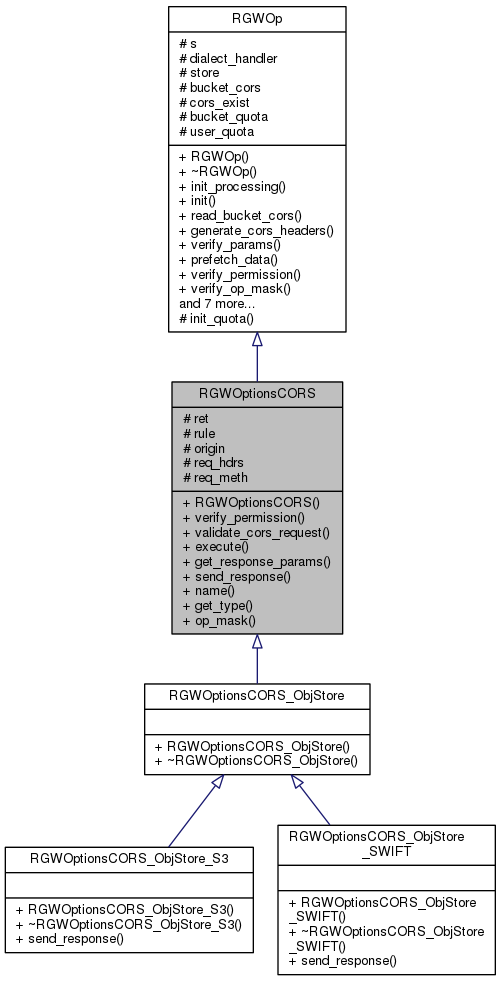 RGWOp
# s
# dialect_handler
# store
# bucket_cors
# cors_exist
# bucket_quota
# user_quota
+ RGWOp()
+ ~RGWOp()
+ init_processing()
+ init()
+ read_bucket_cors()
+ generate_cors_headers()
+ verify_params()
+ prefetch_data()
+ verify_permission()
+ verify_op_mask()
and 7 more...
# init_quota()
RGWOptionsCORS
# ret
# rule
# origin
# req_hdrs
# req_meth
+ RGWOptionsCORS()
+ verify_permission()
+ validate_cors_request()
+ execute()
+ get_response_params()
+ send_response()
+ name()
+ get_type()
+ op_mask()
RGWOptionsCORS_ObjStore
+ RGWOptionsCORS_ObjStore()
+ ~RGWOptionsCORS_ObjStore()
RGWOptionsCORS_ObjStore_S3
+ RGWOptionsCORS_ObjStore_S3()
+ ~RGWOptionsCORS_ObjStore_S3()
+ send_response()
RGWOptionsCORS_ObjStore
_SWIFT
+ RGWOptionsCORS_ObjStore
_SWIFT()
+ ~RGWOptionsCORS_ObjStore
_SWIFT()
+ send_response()